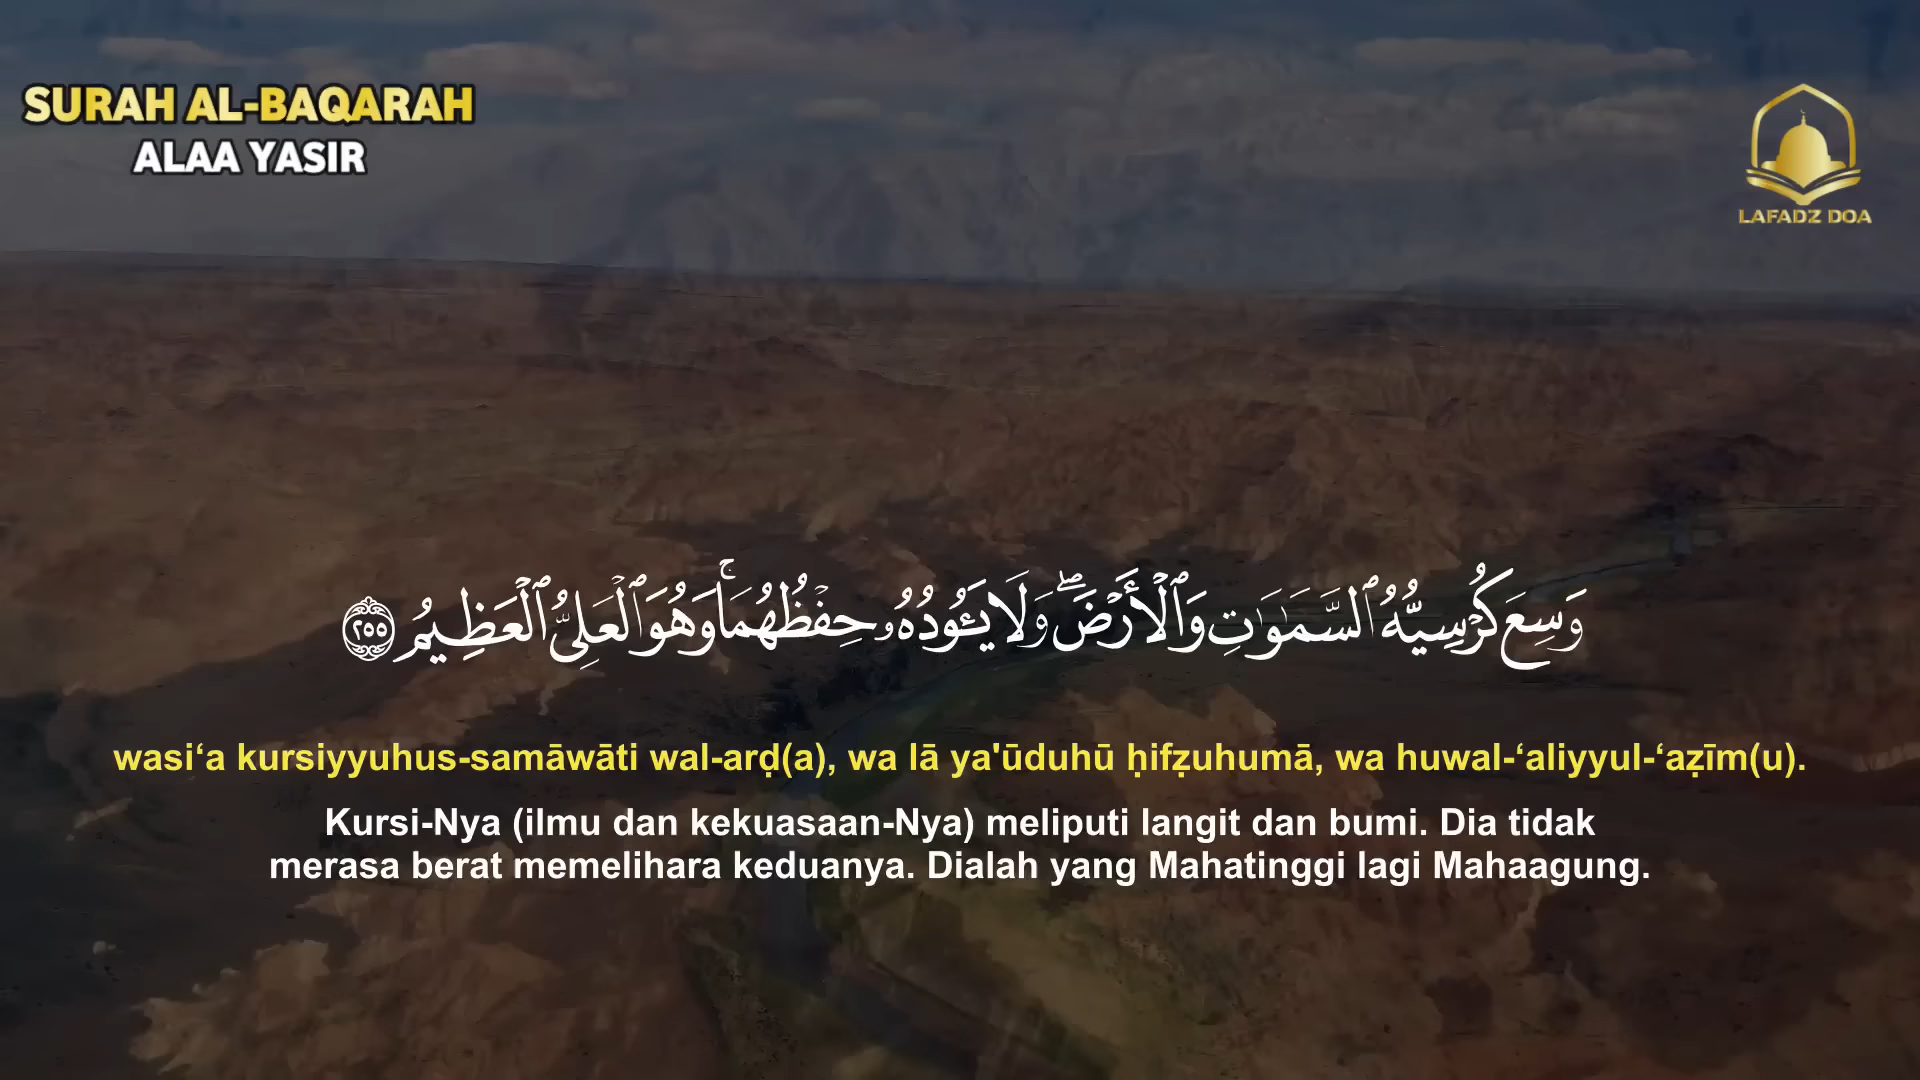 SURAH AL-BAQARAH
ALAA YASIR
LAFADZ DOA
وَسِعَ كُرْسِيُّهُ ٱلسَّمَٰوَٰتِ وَٱلْأَرْضَ ۖ وَلَا يَـُٔودُهُۥ حِفْظُهُمَا ۚ وَهُوَ ٱلْعَلِىُّ ٱلْعَظِيمُ ٢٥٥
wasi‘a kursiyyuhus-samāwāti wal-arḍ(a), wa lā ya'ūduhū ḥifẓuhumā, wa huwal-‘aliyyul-‘aẓīm(u).
Kursi-Nya (ilmu dan kekuasaan-Nya) meliputi langit dan bumi. Dia tidak
merasa berat memelihara keduanya. Dialah yang Mahatinggi lagi Mahaagung.